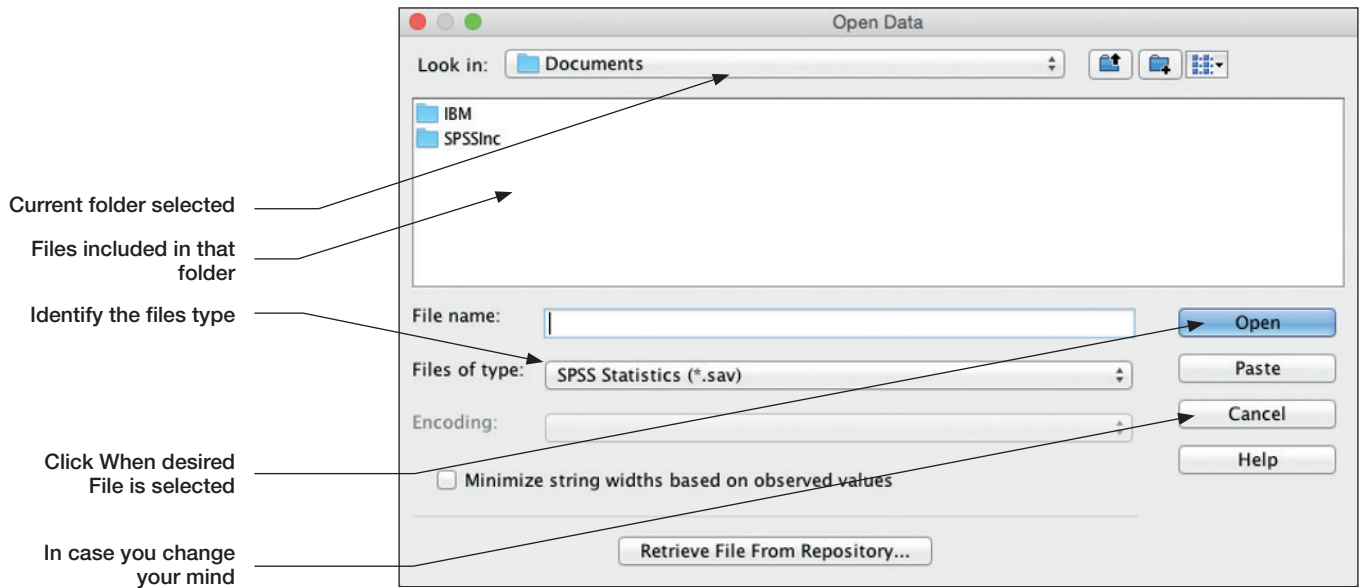 Open Data
Look in: Documents
IBM
SPSSInc
Current folder selected
Files included in that
folder
Identify the files type
File name:
Open
Files of type: SPSS Statistics (*.sav)
Paste
Encoding:
Cancel
Click When desired
File is selected
Help
Minimize string widths based on observed values
In case you change
your mind
Retrieve File From Repository...